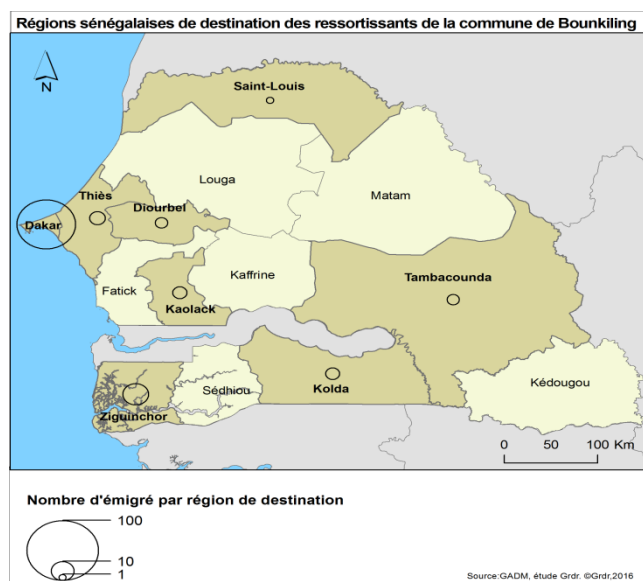 Régions sénégalaises de destination des ressortissants de la commune de Bounkiling
N
Saint-Louis
Louga
Matam
Thiès
Diourbel
Dakar
Fatick
Kaffrine
Kaolack
Tambacounda
Sédhiou
Kolda
Kédougou
Ziguinchor
0 50 100 Km
Nombre d'émigré par région de destination
100
10
1
Source:GADM, étude Grdr. ©Grdr,2016